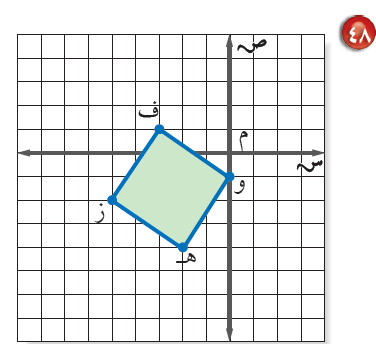 ٤٨
ص
ف
م
س
و
ز
هـ